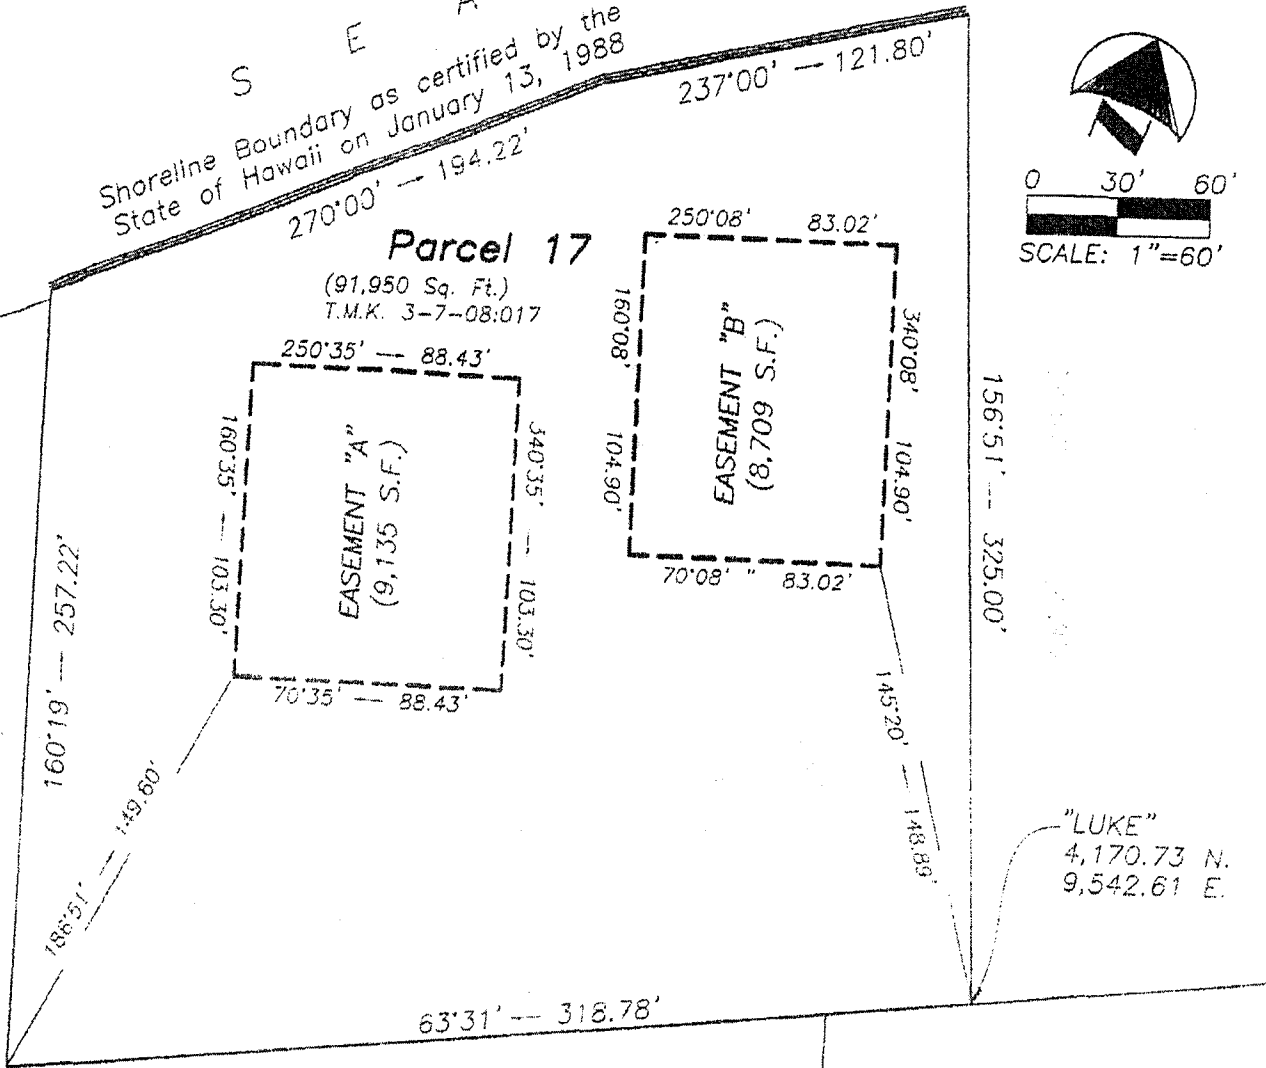 S E A
Shoreline Boundary as certified by the
State of Hawaii on January 13, 1988
237°00' — 121.80'
270°00' — 194.22'
0 30' 60'
SCALE: 1"=60'
Parcel 17
(91,950 Sq. Ft.)
T.M.K. 3-7-08:017
250°08' 83.02'
160°08' 104.90'
EASEMENT "B"
(8,709 S.F.)
340°08' 104.90'
70°08' " 83.02'
250°35' — 88.43'
160°35' — 103.30'
EASEMENT "A"
(9,135 S.F.)
340°35' — 103.30'
70°35' — 88.43'
156°51' — 325.00'
160°19' — 257.22'
186°51' — 149.60'
145°20' — 148.89'
"LUKE"
4,170.73 N.
9,542.61 E.
63°31' -- 318.78'